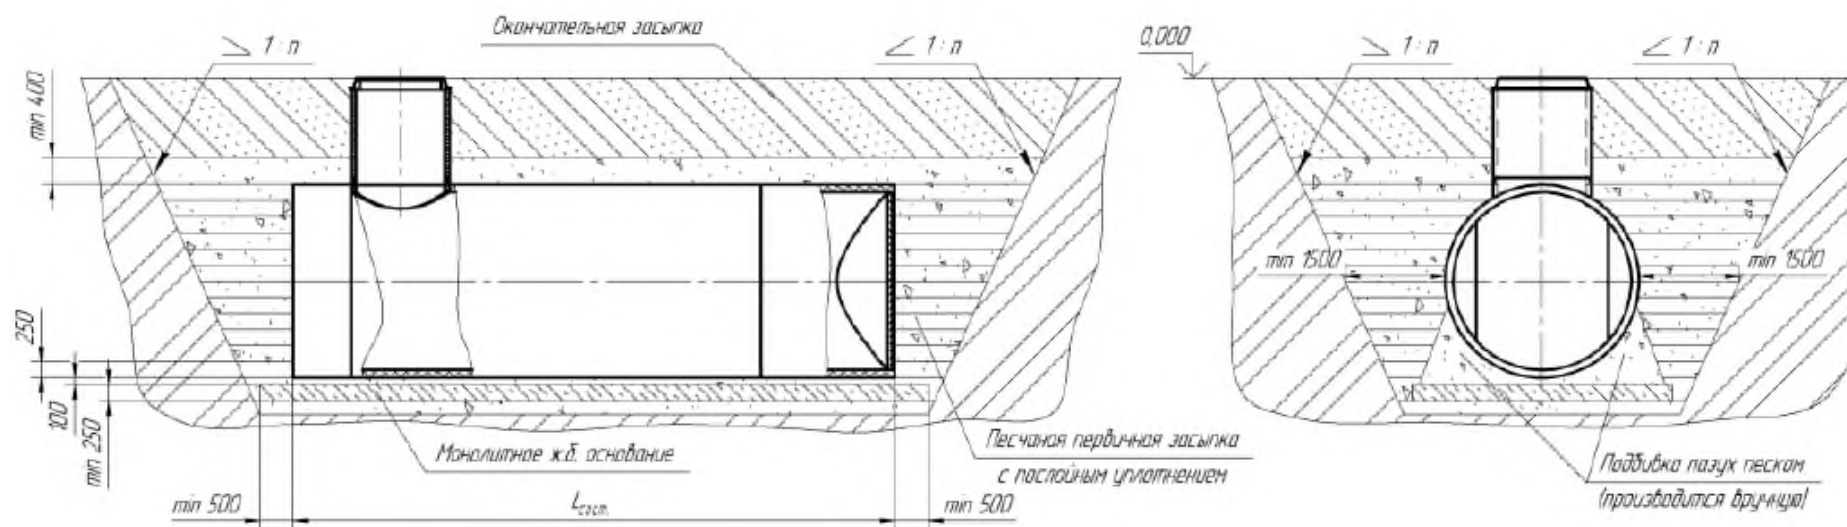 Окончательная засыпка
1 : п
1 : п
min 400
250
100
min 250
Монолитное ж.б. основание
Песчаная первичная засыпка
с послойным уплотнением
min 500
Lсост.
min 500
0,000
1 : п
1 : п
min 1500
min 1500
Подбивка пазух песком
(производится вручную)